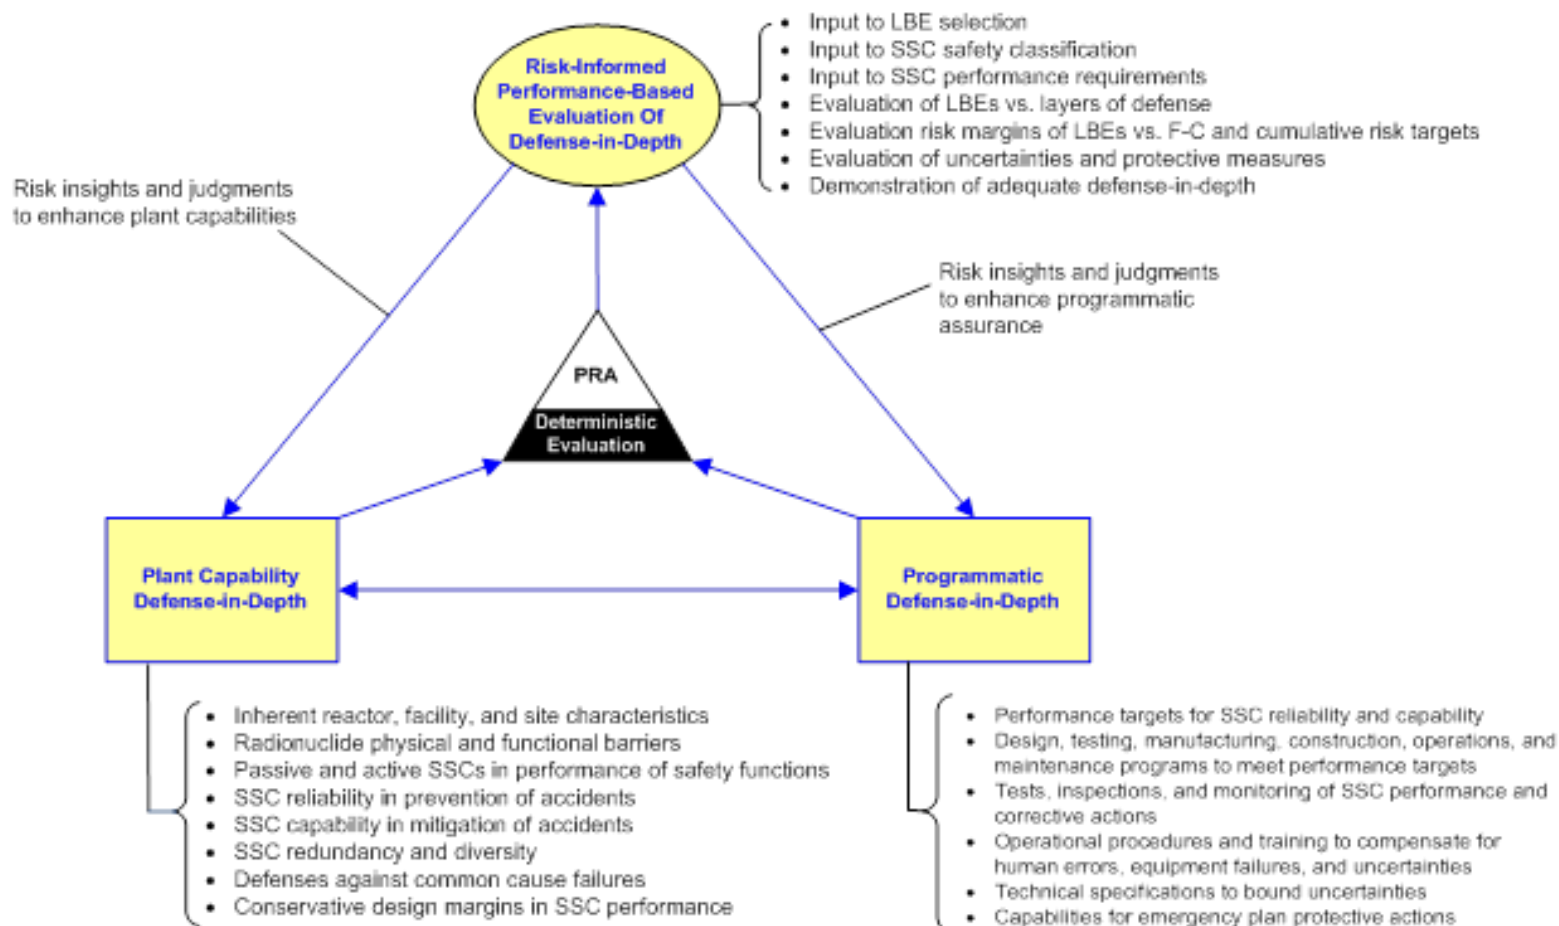 Risk-Informed
Performance-Based
Evaluation Of
Defense-in-Depth
• Input to LBE selection
• Input to SSC safety classification
• Input to SSC performance requirements
• Evaluation of LBEs vs. layers of defense
• Evaluation risk margins of LBEs vs. F-C and cumulative risk targets
• Evaluation of uncertainties and protective measures
• Demonstration of adequate defense-in-depth
Risk insights and judgments
to enhance plant capabilities
Risk insights and judgments
to enhance programmatic
assurance
PRA
Deterministic
Evaluation
Plant Capability
Defense-in-Depth
Programmatic
Defense-in-Depth
• Inherent reactor, facility, and site characteristics
• Radionuclide physical and functional barriers
• Passive and active SSCs in performance of safety functions
• SSC reliability in prevention of accidents
• SSC capability in mitigation of accidents
• SSC redundancy and diversity
• Defenses against common cause failures
• Conservative design margins in SSC performance
• Performance targets for SSC reliability and capability
• Design, testing, manufacturing, construction, operations, and
maintenance programs to meet performance targets
• Tests, inspections, and monitoring of SSC performance and
corrective actions
• Operational procedures and training to compensate for
human errors, equipment failures, and uncertainties
• Technical specifications to bound uncertainties
• Capabilities for emergency plan protective actions